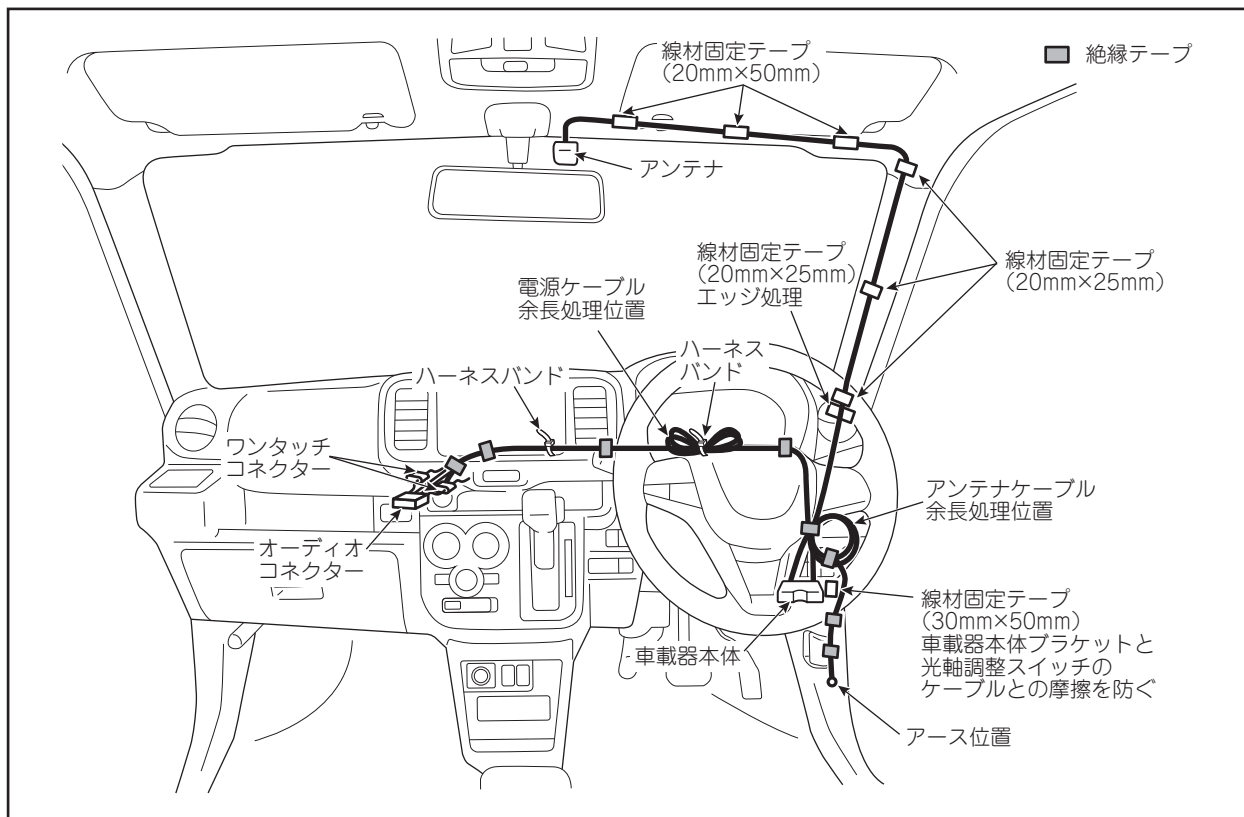 線材固定テープ
（20mm×50mm）
絶縁テープ
アンテナ
線材固定テープ
（20mm×25mm）
エッジ処理
線材固定テープ
（20mm×25mm）
電源ケーブル
余長処理位置
ハーネス
バンド
ハーネスバンド
ワンタッチ
コネクター
アンテナケーブル
余長処理位置
オーディオ
コネクター
線材固定テープ
（30mm×50mm）
車載器本体ブラケットと
光軸調整スイッチの
ケーブルとの摩擦を防ぐ
車載器本体
アース位置